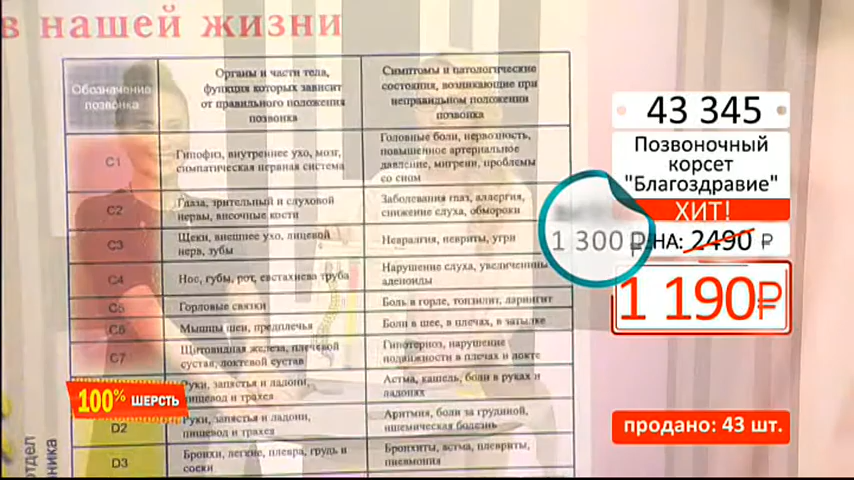 в нашей жизни
Обозначение
позвонка
Органы и части тела,
функция которых зависит
от правильного положения
позвонка
Симптомы и патологические
состояния, возникающие при
неправильном положении
позвонка
C1
Гипофиз, внутреннее ухо, мозг,
симпатическая нервная система
Головные боли, нервозность,
повышенное артериальное
давление, мигрени, проблемы
со сном
C2
Глаза, зрительный и слуховой
нервы, височные кости
Заболевания глаз, аллергия,
снижение слуха, обмороки
C3
Щеки, внешнее ухо, лицевой
нерв, зубы
Невралгия, невриты, угри
C4
Нос, губы, рот, евстахиева труба
Нарушение слуха, увеличенны
аденоиды
C5
Горловые связки
Боль в горле, тонзилит, ларингит
C6
Мышцы шеи, предплечья
Боли в шее, в плечах, в затылке
C7
Щитовидная железа, плечевой
сустав, локтевой сустав
Гипотериоз, нарушение
подвижности в плечах и локте
Руки, запястья и ладони,
пищевод и трахея
Астма, кашель, боли в руках и
ладонях
D2
Руки, запястья и ладони,
пищевод и трахея
Аритмия, боли за грудиной,
ишемическая болезнь
D3
Бронхи, легкие, плевра, грудь и
соски
Бронхиты, астма, плевриты,
пневмония
100% ШЕРСТЬ
отдел
43 345
Позвоночный
корсет
"Благоздравие"
ХИТ!
1 300 ₽
ЕНА: 2490 ₽
1 190₽
продано: 43 шт.